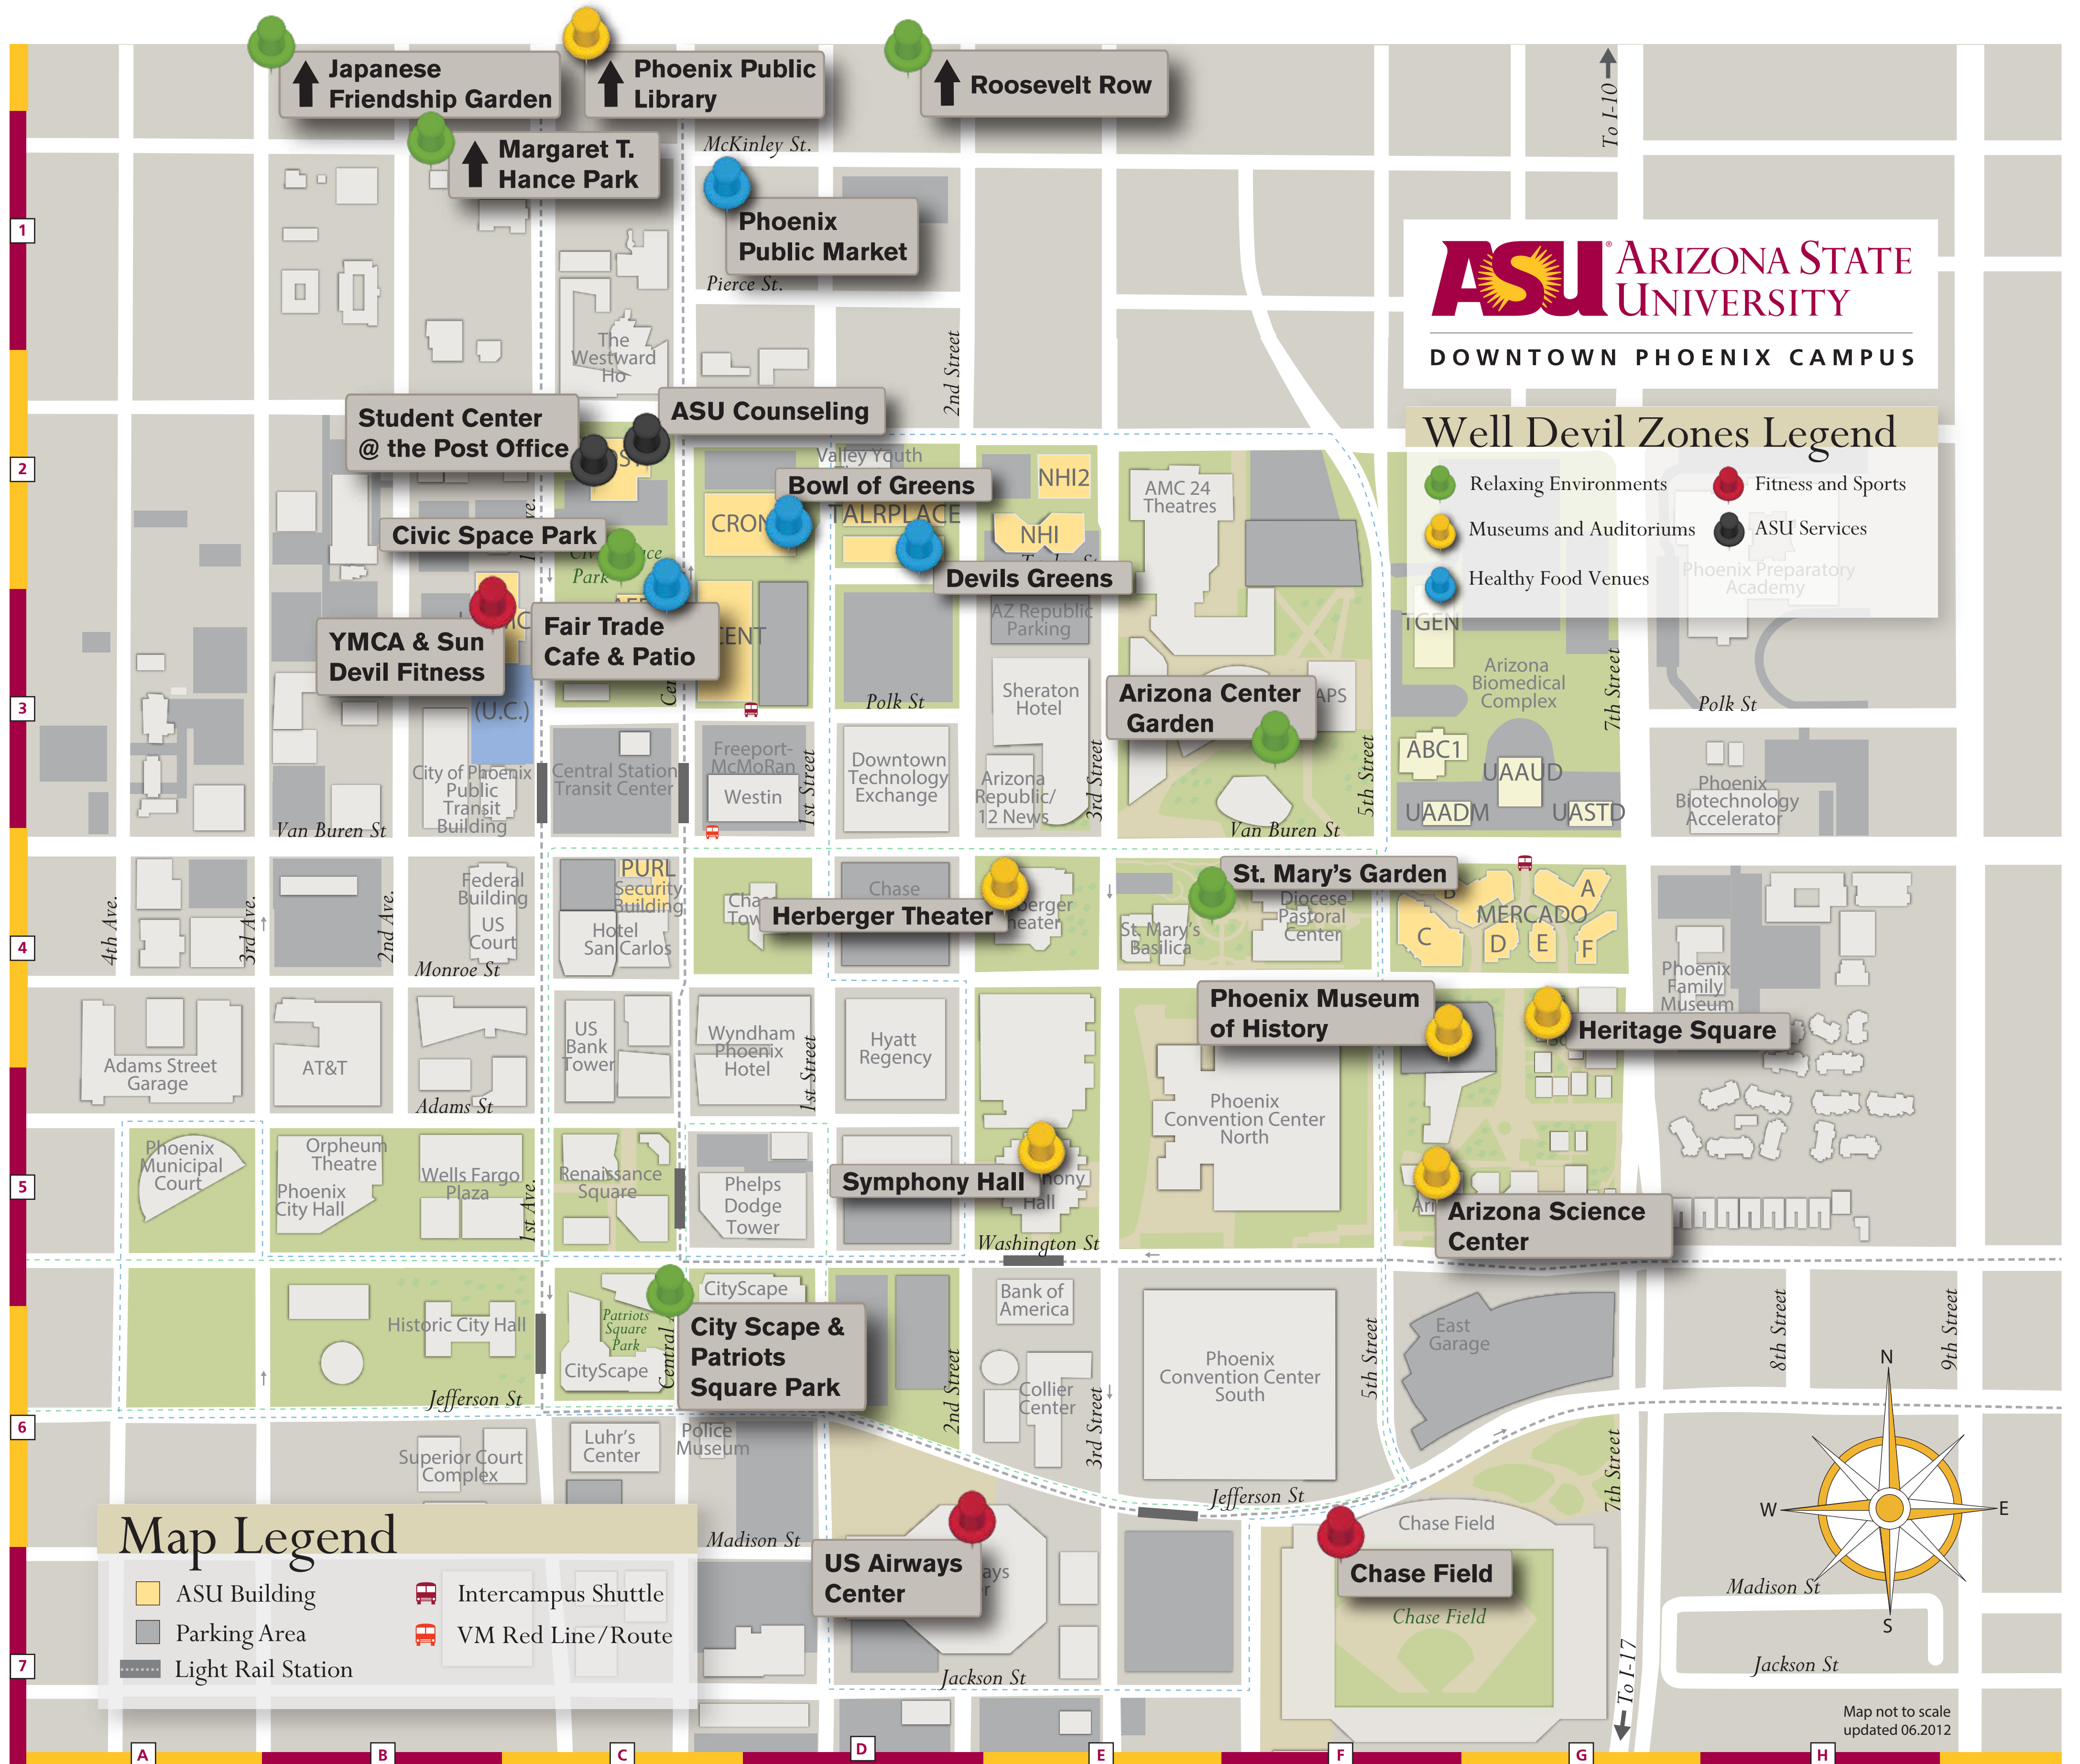 Japanese
Friendship Garden
Phoenix Public
Library
Roosevelt Row
To I-10
Margaret T.
Hance Park
McKinley St.
Phoenix
Public Market
Pierce St.
1
ASU ARIZONA STATE
UNIVERSITY
DOWNTOWN PHOENIX CAMPUS
The
Westward
Ho
2nd Street
Student Center
@ the Post Office
ASU Counseling
Well Devil Zones Legend
Relaxing Environments
Fitness and Sports
Museums and Auditoriums
ASU Services
Healthy Food Venues
2
Valley Youth
Bowl of Greens
NHI2
AMC 24
Theatres
CRON
TALRPLACE
NHI
Civic Space Park
Park
Devils Greens
Phoenix Preparatory
Academy
YMCA & Sun
Devil Fitness
Fair Trade
Cafe & Patio
CENT
AZ Republic
Parking
TGEN
Arizona
Biomedical
Complex
7th Street
3
(U.C.)
Polk St
Sheraton
Hotel
Arizona Center
Garden
APS
Polk St
City of Phoenix
Public
Transit
Building
Central Station
Transit Center
Freeport-
McMoRan
Westin
1st Street
Downtown
Technology
Exchange
Arizona
Republic/
12 News
3rd Street
5th Street
ABC1
UAAUD
UAADM
UASTD
Phoenix
Biotechnology
Accelerator
Van Buren St
Van Buren St
4
4th Ave.
3rd Ave.
2nd Ave.
Federal
Building
US
Court
PURL
Security
Building
Hotel
San Carlos
Chase
Herberger Theater
St. Mary's Garden
St. Mary's
Basilica
Diocese
Pastoral
Center
B
A
MERCADO
C
D
E
F
Monroe St
Phoenix
Family
Museum
Adams Street
Garage
AT&T
US
Bank
Tower
Wyndham
Phoenix
Hotel
1st Street
Hyatt
Regency
Phoenix Museum
of History
Heritage Square
Adams St
Phoenix
Convention Center
North
5
Phoenix
Municipal
Court
Orpheum
Theatre
Phoenix
City Hall
Wells Fargo
Plaza
1st Ave.
Renaissance
Square
Phelps
Dodge
Tower
Symphony Hall
Hall
Arizona Science
Center
Washington St
Historic City Hall
Patriots
Square
Park
CityScape
CityScape
City Scape &
Patriots
Square Park
Bank of
America
Collier
Center
2nd Street
3rd Street
Phoenix
Convention Center
South
5th Street
East
Garage
8th Street
9th Street
Jefferson St
6
Superior Court
Complex
Luhr's
Center
Police
Museum
Jefferson St
7th Street
N
W
E
S
Map Legend
ASU Building
Intercampus Shuttle
Parking Area
VM Red Line/Route
Light Rail Station
Madison St
US Airways
Center
Chase Field
Chase Field
Chase Field
Madison St
7
Jackson St
Jackson St
To I-17
Map not to scale
updated 06.2012
A
B
C
D
E
F
G
H